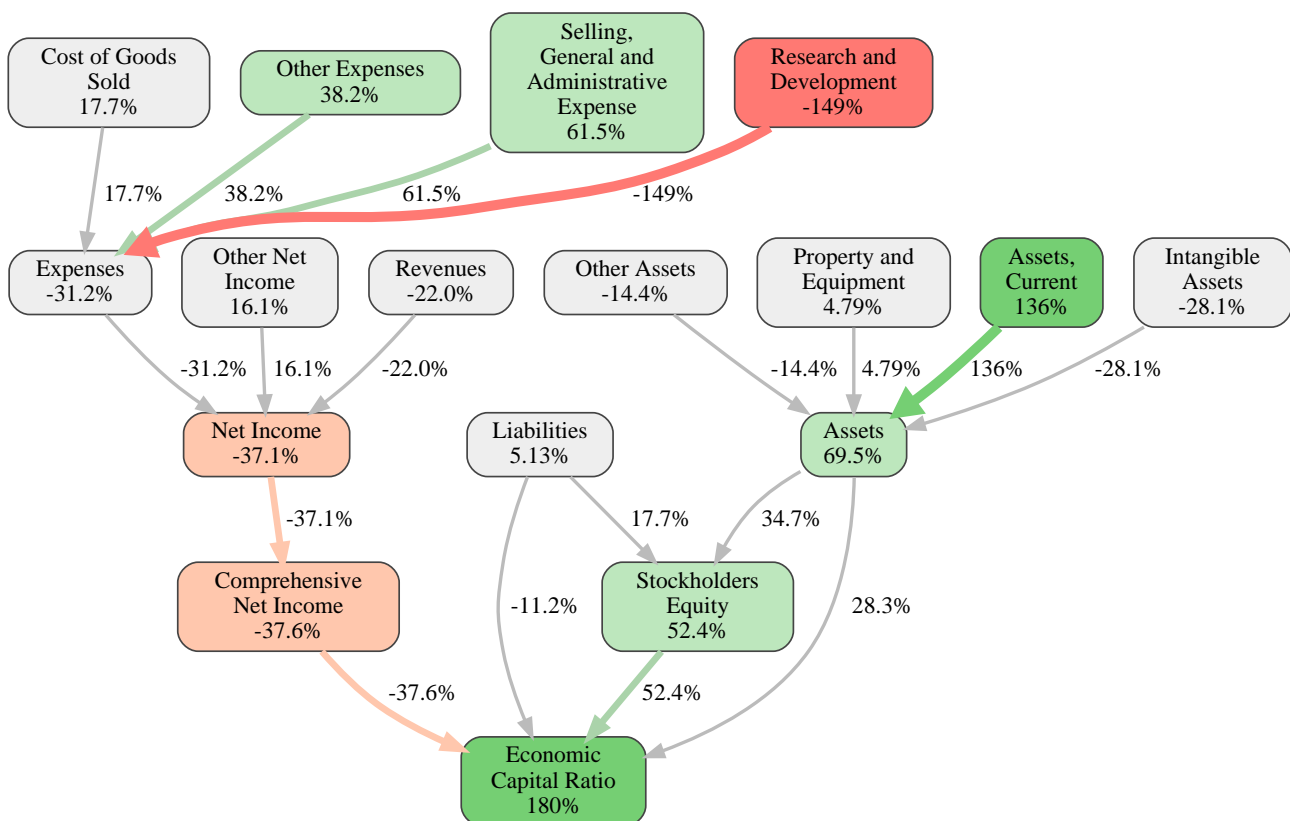 Cost of Goods
Sold
17.7%
Other Expenses
38.2%
Selling,
General and
Administrative
Expense
61.5%
Research and
Development
-149%
17.7%
38.2%
61.5%
-149%
Expenses
-31.2%
Other Net
Income
16.1%
Revenues
-22.0%
Other Assets
-14.4%
Property and
Equipment
4.79%
Assets,
Current
136%
Intangible
Assets
-28.1%
-31.2%
16.1%
-22.0%
-14.4%
4.79%
136%
-28.1%
Net Income
-37.1%
Liabilities
5.13%
Assets
69.5%
-37.1%
17.7%
34.7%
Comprehensive
Net Income
-37.6%
-11.2%
Stockholders
Equity
52.4%
28.3%
-37.6%
52.4%
Economic
Capital Ratio
180%